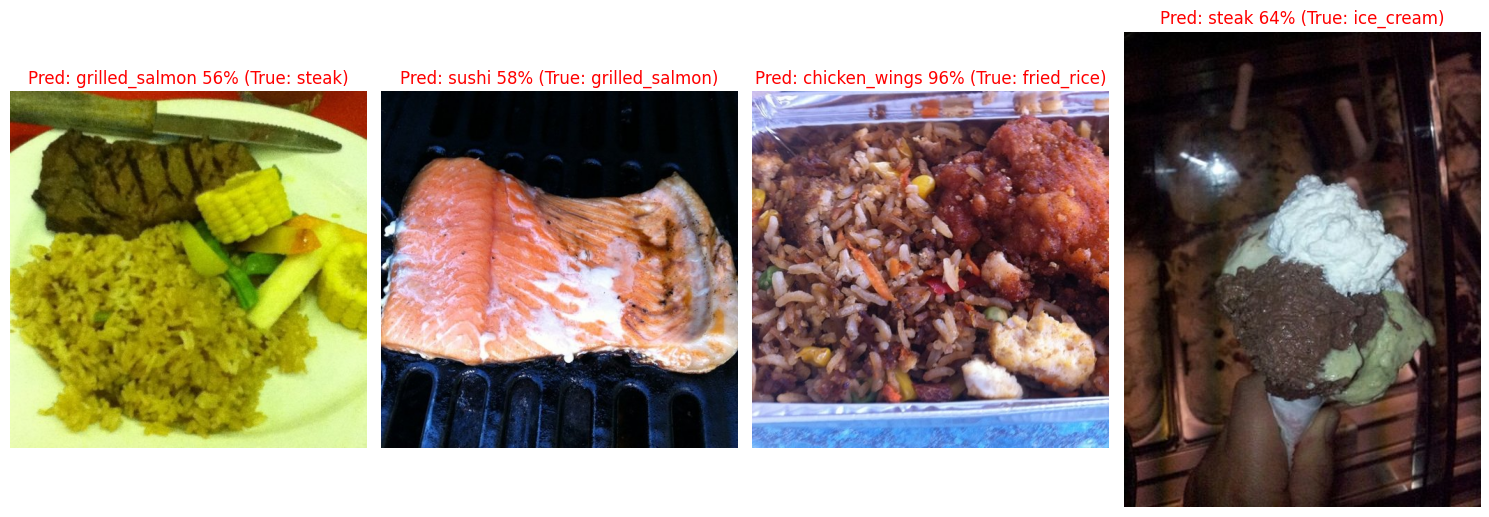 Pred: steak 64% (True: ice_cream)
Pred: grilled_salmon 56% (True: steak)
Pred: sushi 58% (True: grilled_salmon)
Pred: chicken_wings 96% (True: fried_rice)